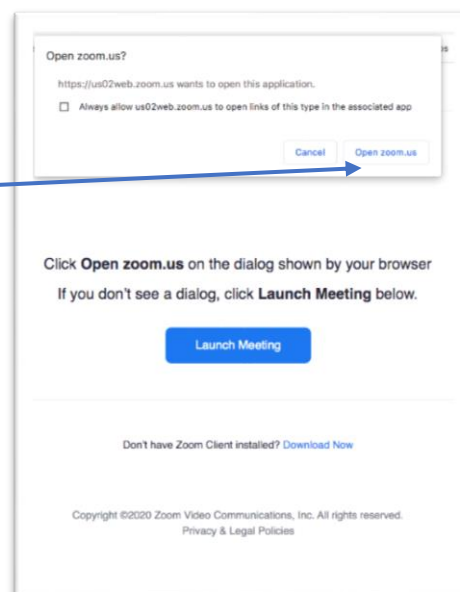 Open zoom.us?
https://us02web.zoom.us wants to open this application.
Always allow us02web.zoom.us to open links of this type in the associated app
Cancel
Open zoom.us
Click Open zoom.us on the dialog shown by your browser
If you don't see a dialog, click Launch Meeting below.
Launch Meeting
Don't have Zoom Client installed? Download Now
Copyright ©2020 Zoom Video Communications, Inc. All rights reserved.
Privacy & Legal Policies